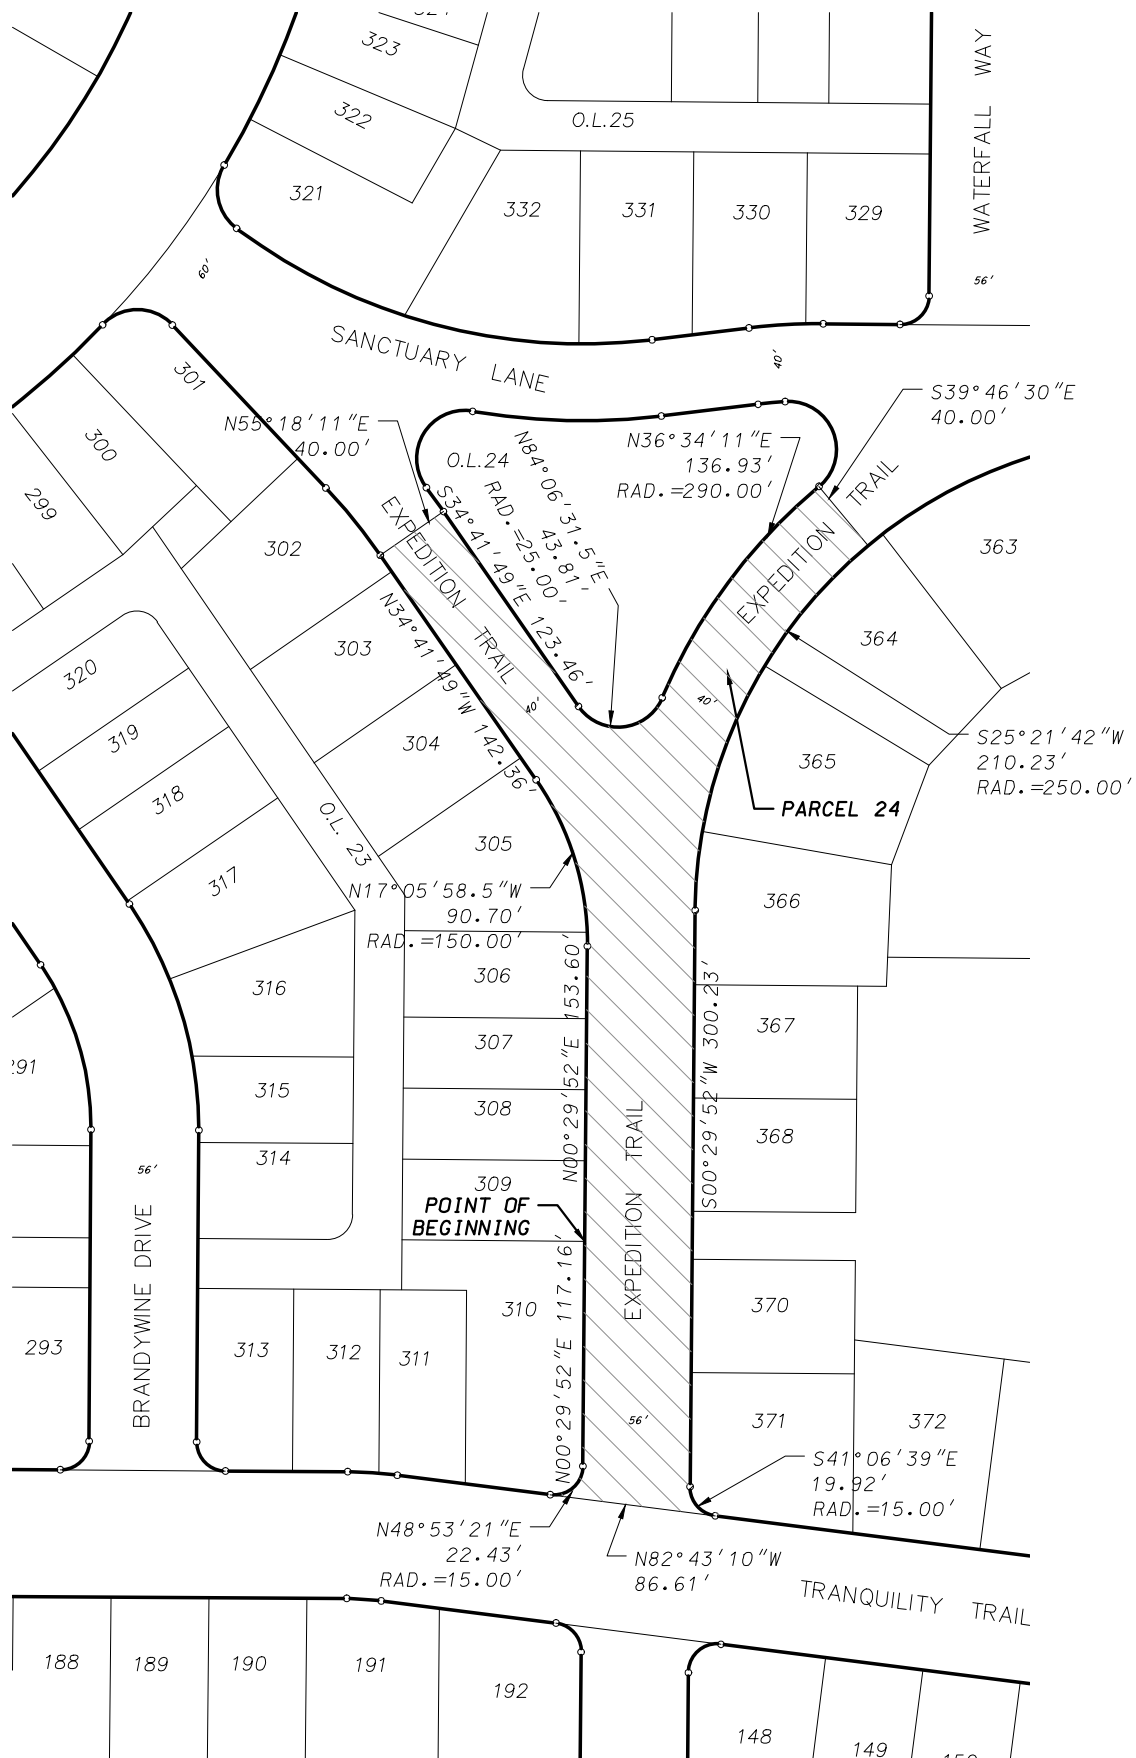 323
322
O.L.25
321
332
331
330
329
WATERFALL WAY
56'
60'
SANCTUARY LANE
40'
301
300
299
N55°18'11"E
40.00'
O.L.24
N84°06'31.5"E
43.81'
RAD.=25.00'
N36°34'11"E
136.93'
RAD.=290.00'
S39°46'30"E
40.00'
EXPEDITION TRAIL
S34°41'49"E 123.46'
EXPEDITION TRAIL
363
302
303
N34°41'49"W 142.36'
40'
40'
364
320
319
318
317
304
O.L. 23
305
365
S25°21'42"W
210.23'
RAD.=250.00'
PARCEL 24
N17°05'58.5"W
90.70'
RAD.=150.00'
366
316
306
N00°29'52"E 153.60'
S00°29'52"W 300.23'
367
307
315
308
368
314
309
56'
POINT OF
BEGINNING
EXPEDITION TRAIL
BRANDYWINE DRIVE
N00°29'52"E 117.16'
310
370
293
313
312
311
56'
371
372
S41°06'39"E
19.92'
RAD.=15.00'
N48°53'21"E
22.43'
RAD.=15.00'
N82°43'10"W
86.61'
TRANQUILITY TRAIL
188
189
190
191
192
148
149